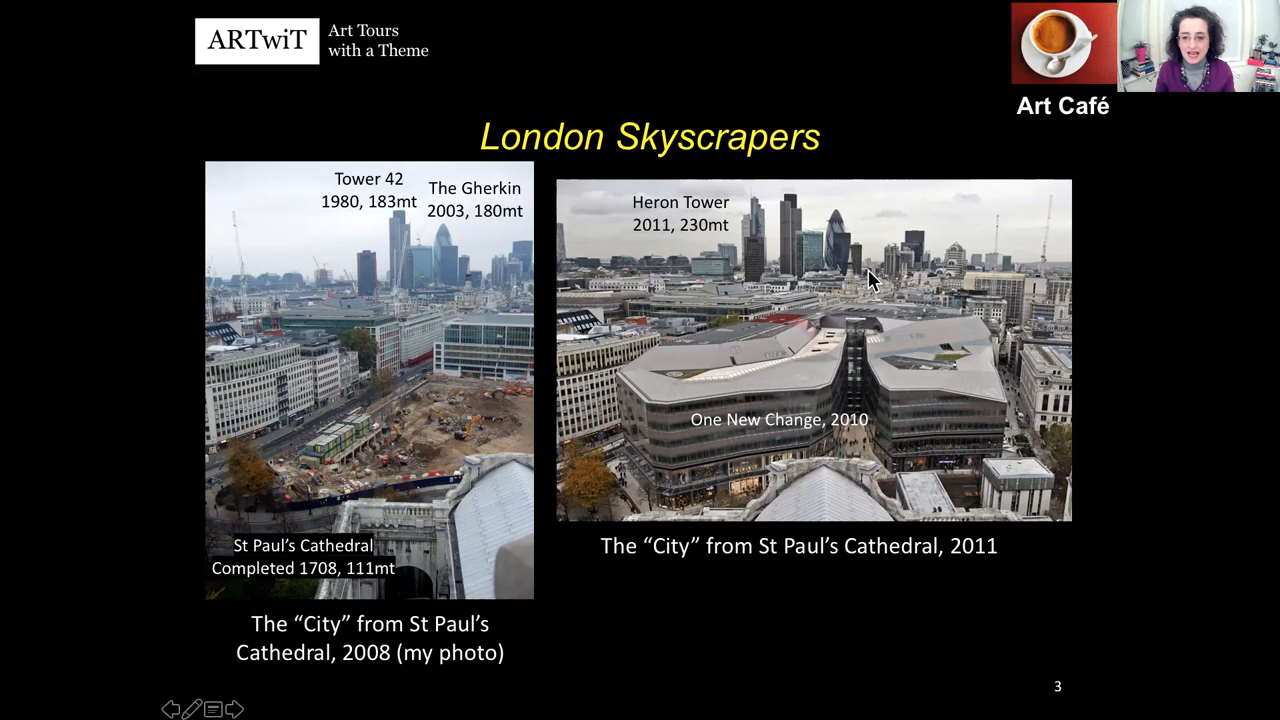 ARTwiT
Art Tours
with a Theme
Art Café
London Skyscrapers
Tower 42
1980, 183mt
The Gherkin
2003, 180mt
St Paul’s Cathedral
Completed 1708, 111mt
The “City” from St Paul’s
Cathedral, 2008 (my photo)
Heron Tower
2011, 230mt
One New Change, 2010
The “City” from St Paul’s Cathedral, 2011
3